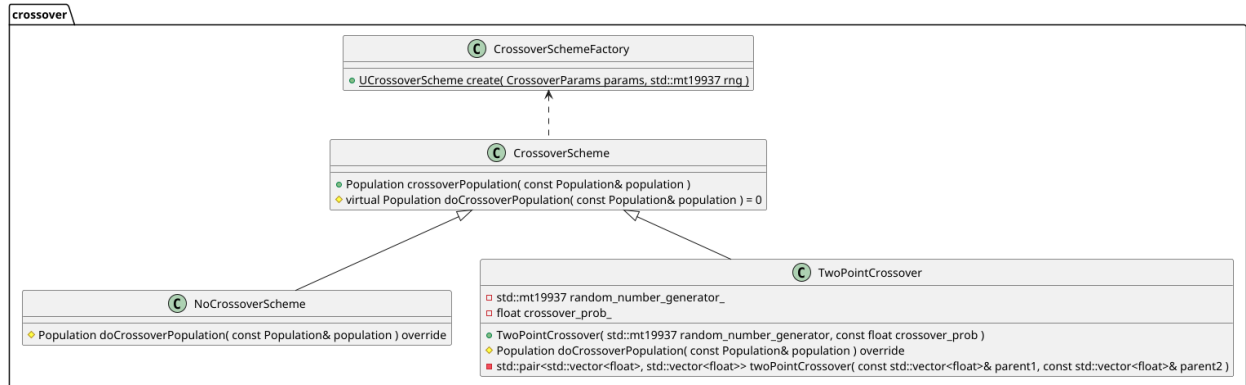 crossover
C CrossoverSchemeFactory
UCrossoverScheme create( CrossoverParams params, std::mt19937 rng )
C CrossoverScheme
Population crossoverPopulation( const Population& population )
virtual Population doCrossoverPopulation( const Population& population ) = 0
C NoCrossoverScheme
Population doCrossoverPopulation( const Population& population ) override
C TwoPointCrossover
std::mt19937 random_number_generator_
float crossover_prob_
TwoPointCrossover( std::mt19937 random_number_generator, const float crossover_prob )
Population doCrossoverPopulation( const Population& population ) override
std::pair<std::vector<float>, std::vector<float>> twoPointCrossover( const std::vector<float>& parent1, const std::vector<float>& parent2 )